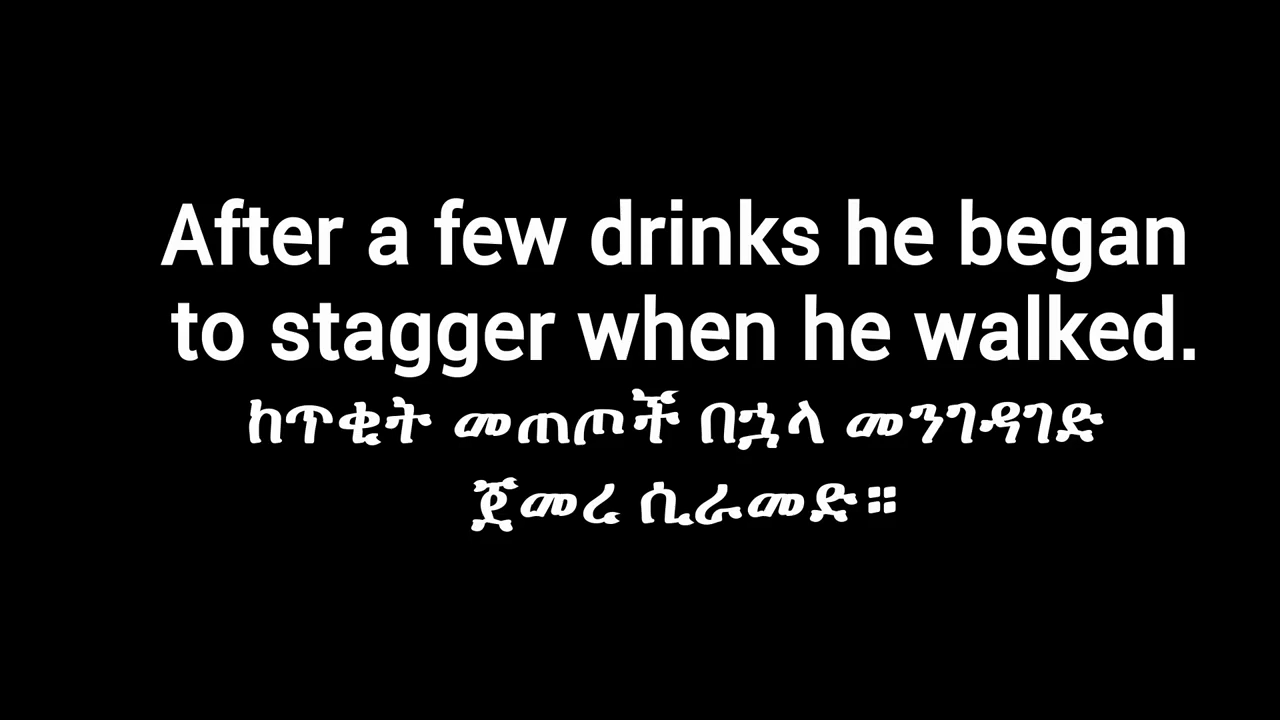 After a few drinks he began
to stagger when he walked.
ከጥቂት መጠጦች በኋላ መንገዳገድ
ጀመረ ሲራመድ።